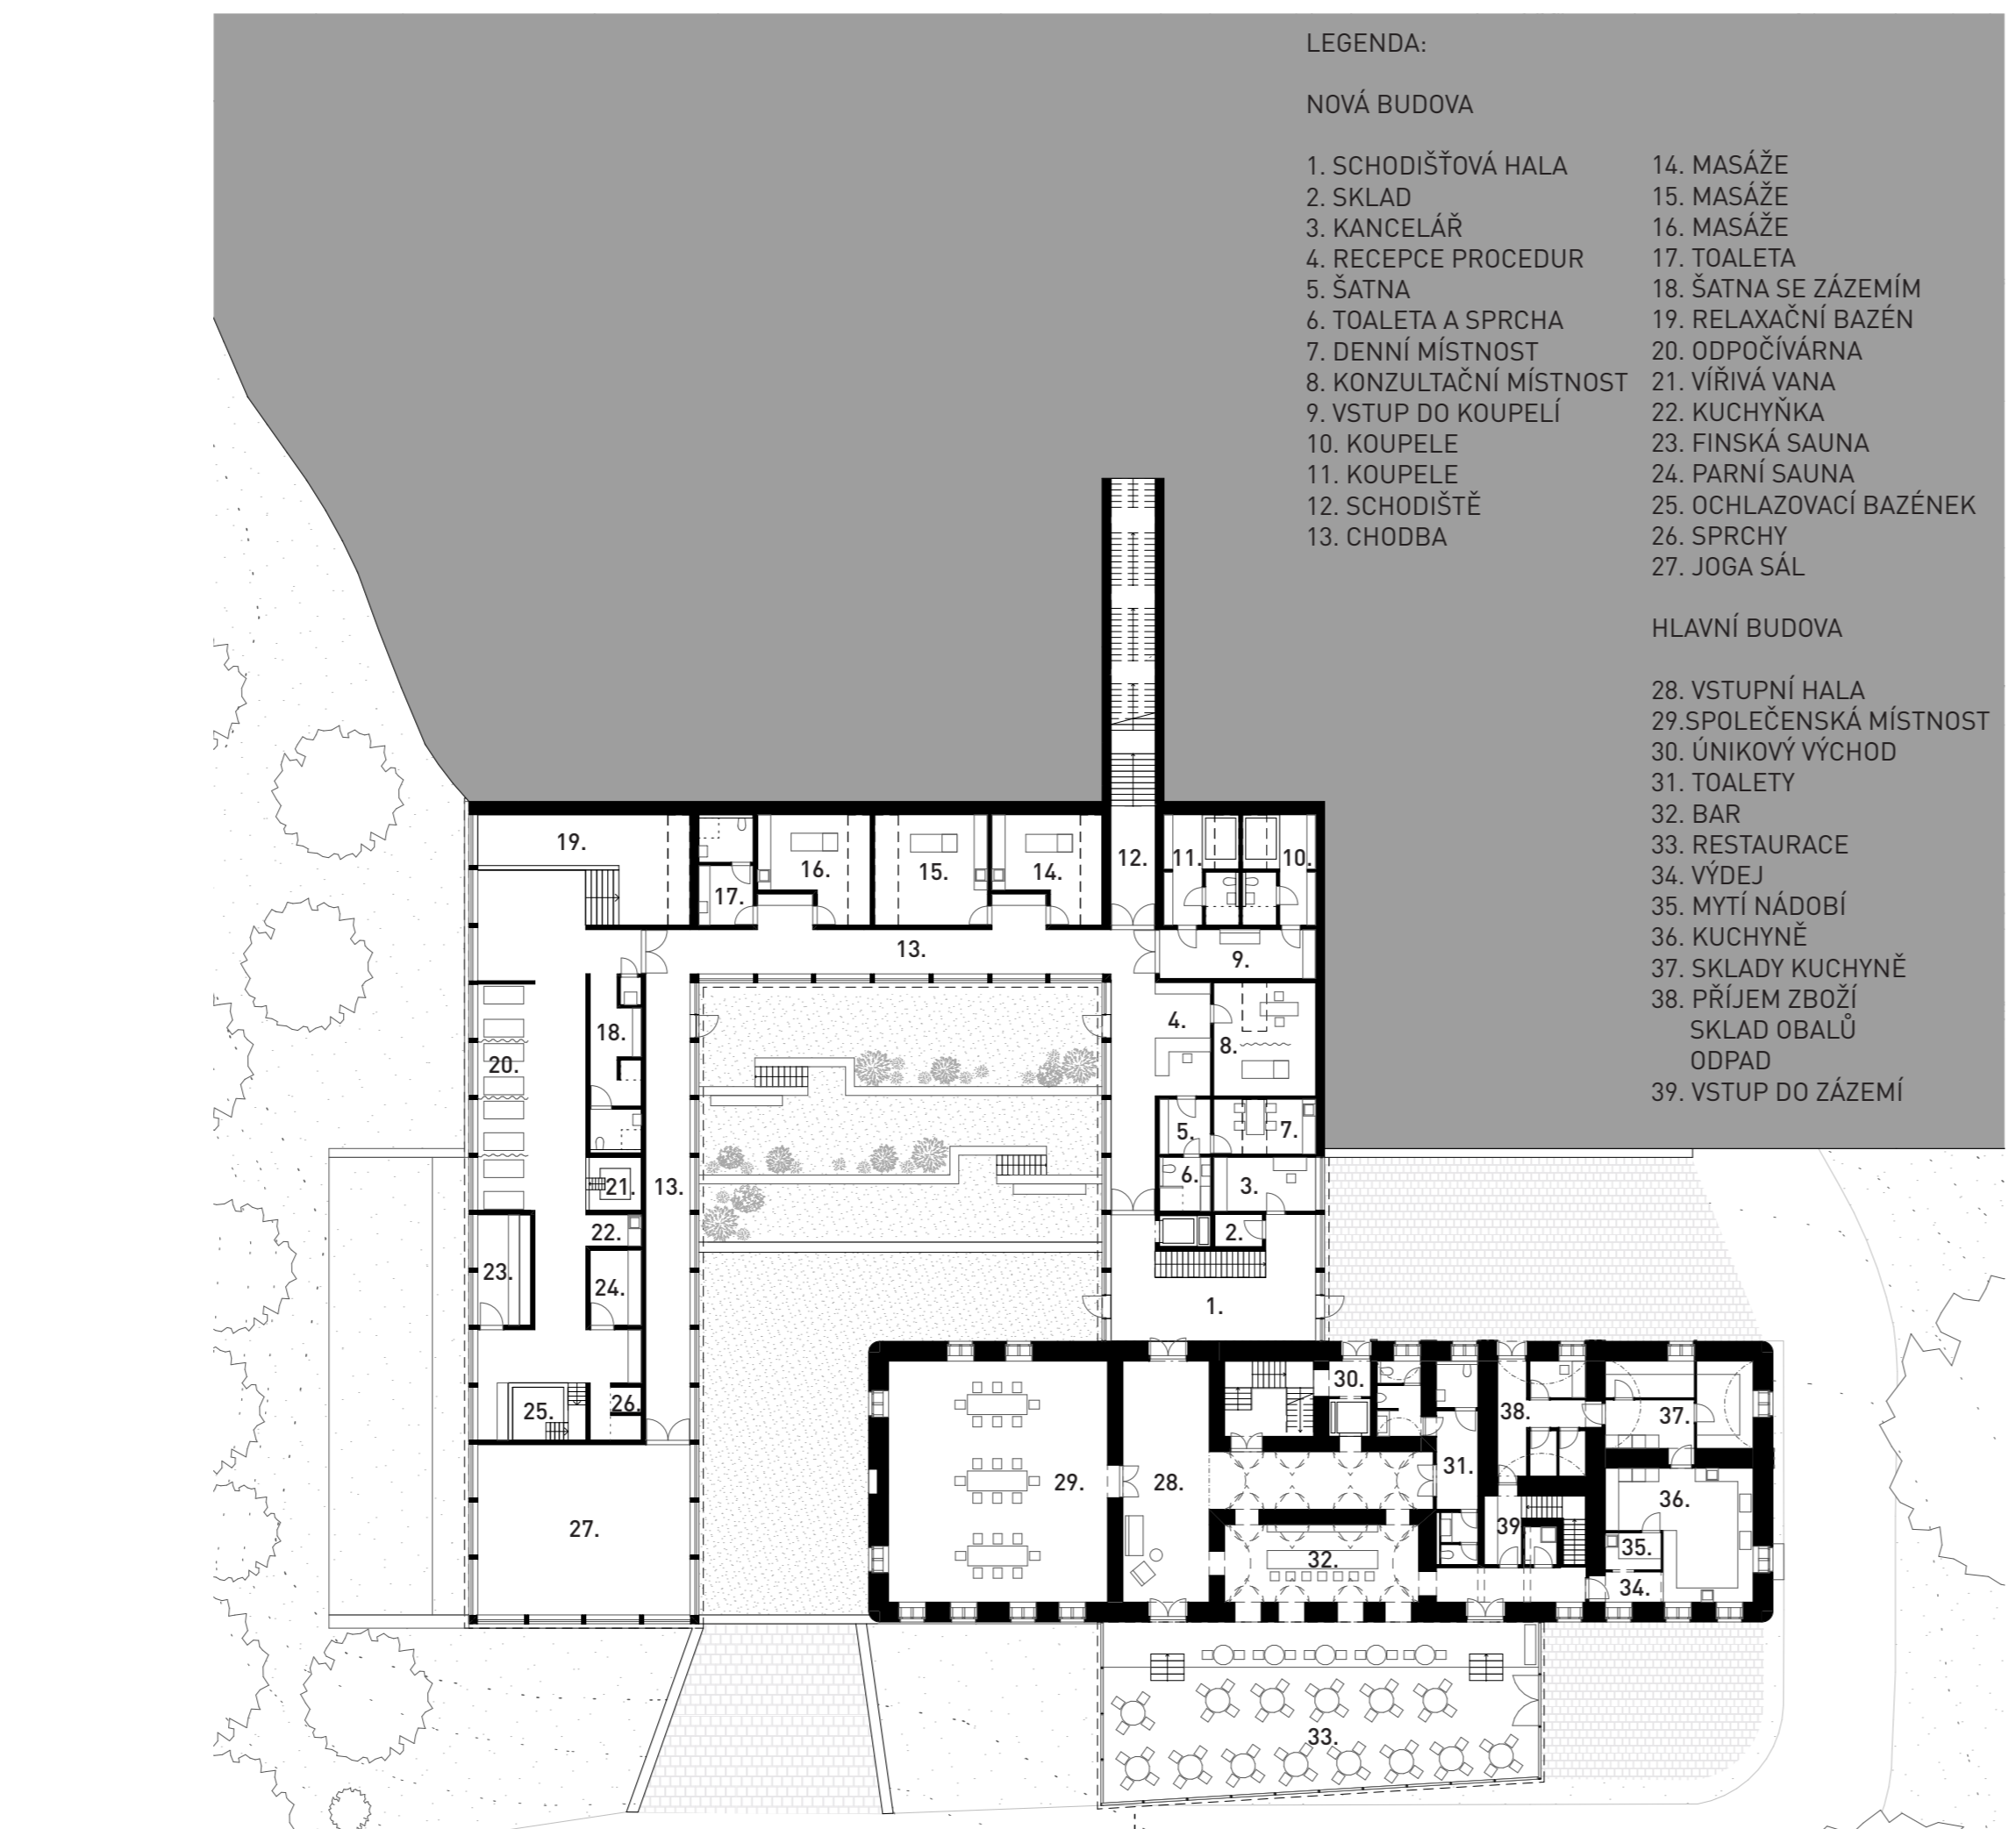 LEGENDA:
NOVÁ BUDOVA
1. SCHODIŠŤOVÁ HALA
2. SKLAD
3. KANCELÁŘ
4. RECEPCE PROCEDUR
5. ŠATNA
6. TOALETA A SPRCHA
7. DENNÍ MÍSTNOST
8. KONZULTAČNÍ MÍSTNOST
9. VSTUP DO KOUPELÍ
10. KOUPELE
11. KOUPELE
12. SCHODIŠTĚ
13. CHODBA
14. MASÁŽE
15. MASÁŽE
16. MASÁŽE
17. TOALETA
18. ŠATNA SE ZÁZEMÍM
19. RELAXAČNÍ BAZÉN
20. ODPOČÍVÁRNA
21. VÍŘIVÁ VANA
22. KUCHYŇKA
23. FINSKÁ SAUNA
24. PARNÍ SAUNA
25. OCHLAZOVACÍ BAZÉNEK
26. SPRCHY
27. JOGA SÁL
HLAVNÍ BUDOVA
28. VSTUPNÍ HALA
29.SPOLEČENSKÁ MÍSTNOST
30. ÚNIKOVÝ VÝCHOD
31. TOALETY
32. BAR
33. RESTAURACE
34. VÝDEJ
35. MYTÍ NÁDOBÍ
36. KUCHYNĚ
37. SKLADY KUCHYNĚ
38. PŘÍJEM ZBOŽÍ
SKLAD OBALŮ
ODPAD
39. VSTUP DO ZÁZEMÍ
19.
17.
16.
15.
14.
12.
11.
10.
13.
9.
18.
20.
4.
8.
5.
7.
21.
13.
6.
3.
22.
2.
23.
24.
1.
25.
26.
30.
38.
37.
29.
28.
31.
36.
27.
39
32.
35.
34.
33.